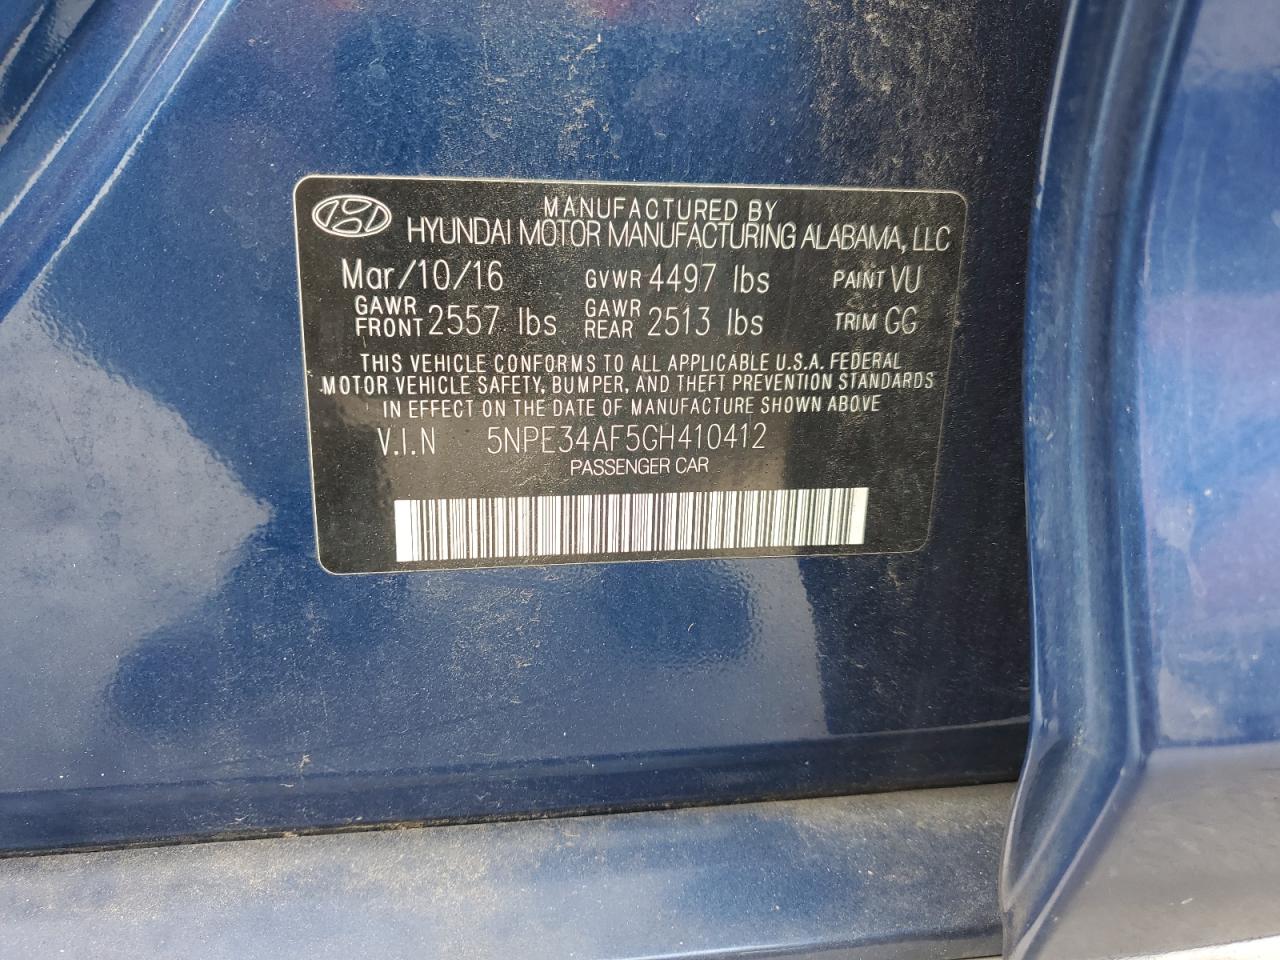 MANUFACTURED BY
HYUNDAI MOTOR MANUFACTURING ALABAMA, LLC
Mar/10/16 GVWR 4497 lbs PAINT VU
GAWR FRONT 2557 lbs GAWR REAR 2513 lbs TRIM GG
THIS VEHICLE CONFORMS TO ALL APPLICABLE U.S.A. FEDERAL
MOTOR VEHICLE SAFETY, BUMPER, AND THEFT PREVENTION STANDARDS
IN EFFECT ON THE DATE OF MANUFACTURE SHOWN ABOVE
V.I.N 5NPE34AF5GH410412
PASSENGER CAR